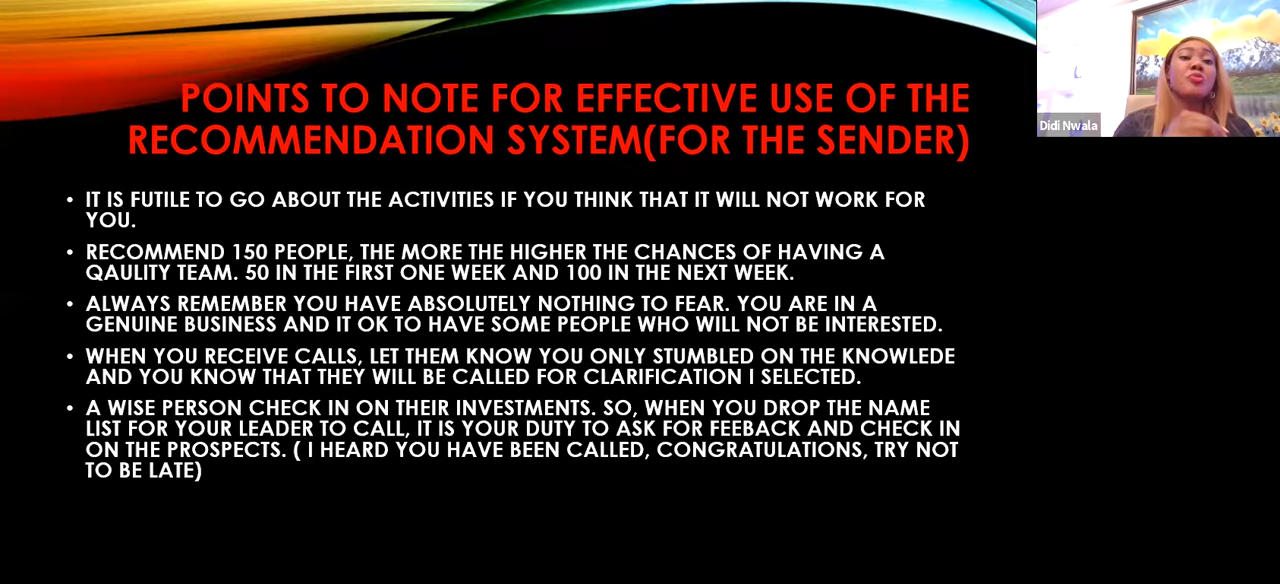 POINTS TO NOTE FOR EFFECTIVE USE OF THE
RECOMMENDATION SYSTEM(FOR THE SENDER)
• IT IS FUTILE TO GO ABOUT THE ACTIVITIES IF YOU THINK THAT IT WILL NOT WORK FOR
YOU.
• RECOMMEND 150 PEOPLE, THE MORE THE HIGHER THE CHANCES OF HAVING A
QAULITY TEAM. 50 IN THE FIRST ONE WEEK AND 100 IN THE NEXT WEEK.
• ALWAYS REMEMBER YOU HAVE ABSOLUTELY NOTHING TO FEAR. YOU ARE IN A
GENUINE BUSINESS AND IT OK TO HAVE SOME PEOPLE WHO WILL NOT BE INTERESTED.
• WHEN YOU RECEIVE CALLS, LET THEM KNOW YOU ONLY STUMBLED ON THE KNOWLEDE
AND YOU KNOW THAT THEY WILL BE CALLED FOR CLARIFICATION I SELECTED.
• A WISE PERSON CHECK IN ON THEIR INVESTMENTS. SO, WHEN YOU DROP THE NAME
LIST FOR YOUR LEADER TO CALL, IT IS YOUR DUTY TO ASK FOR FEEBACK AND CHECK IN
ON THE PROSPECTS. ( I HEARD YOU HAVE BEEN CALLED, CONGRATULATIONS, TRY NOT
TO BE LATE)
Didi Nwala